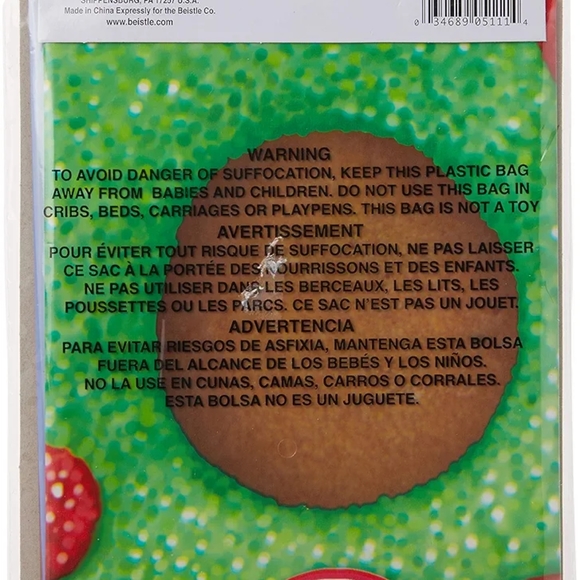 SHIPPENSBURG, PA 17257 U.S.A.
Made in China Expressly for the Beistle Co.
www.beistle.com
0 34689 05111 4
WARNING
TO AVOID DANGER OF SUFFOCATION, KEEP THIS PLASTIC BAG
AWAY FROM BABIES AND CHILDREN. DO NOT USE THIS BAG IN
CRIBS, BEDS, CARRIAGES OR PLAYPENS. THIS BAG IS NOT A TOY
AVERTISSEMENT
POUR ÉVITER TOUT RISQUE DE SUFFOCATION, NE PAS LAISSER
CE SAC À LA PORTÉE DES NOURRISSONS ET DES ENFANTS.
NE PAS UTILISER DANS LES BERCEAUX, LES LITS, LES
POUSSETTES OU LES PARCS. CE SAC N'EST PAS UN JOUET.
ADVERTENCIA
PARA EVITAR RIESGOS DE ASFIXIA, MANTENGA ESTA BOLSA
FUERA DEL ALCANCE DE LOS BEBÉS Y LOS NIÑOS.
NO LA USE EN CUNAS, CAMAS, CARROS O CORRALES.
ESTA BOLSA NO ES UN JUGUETE.